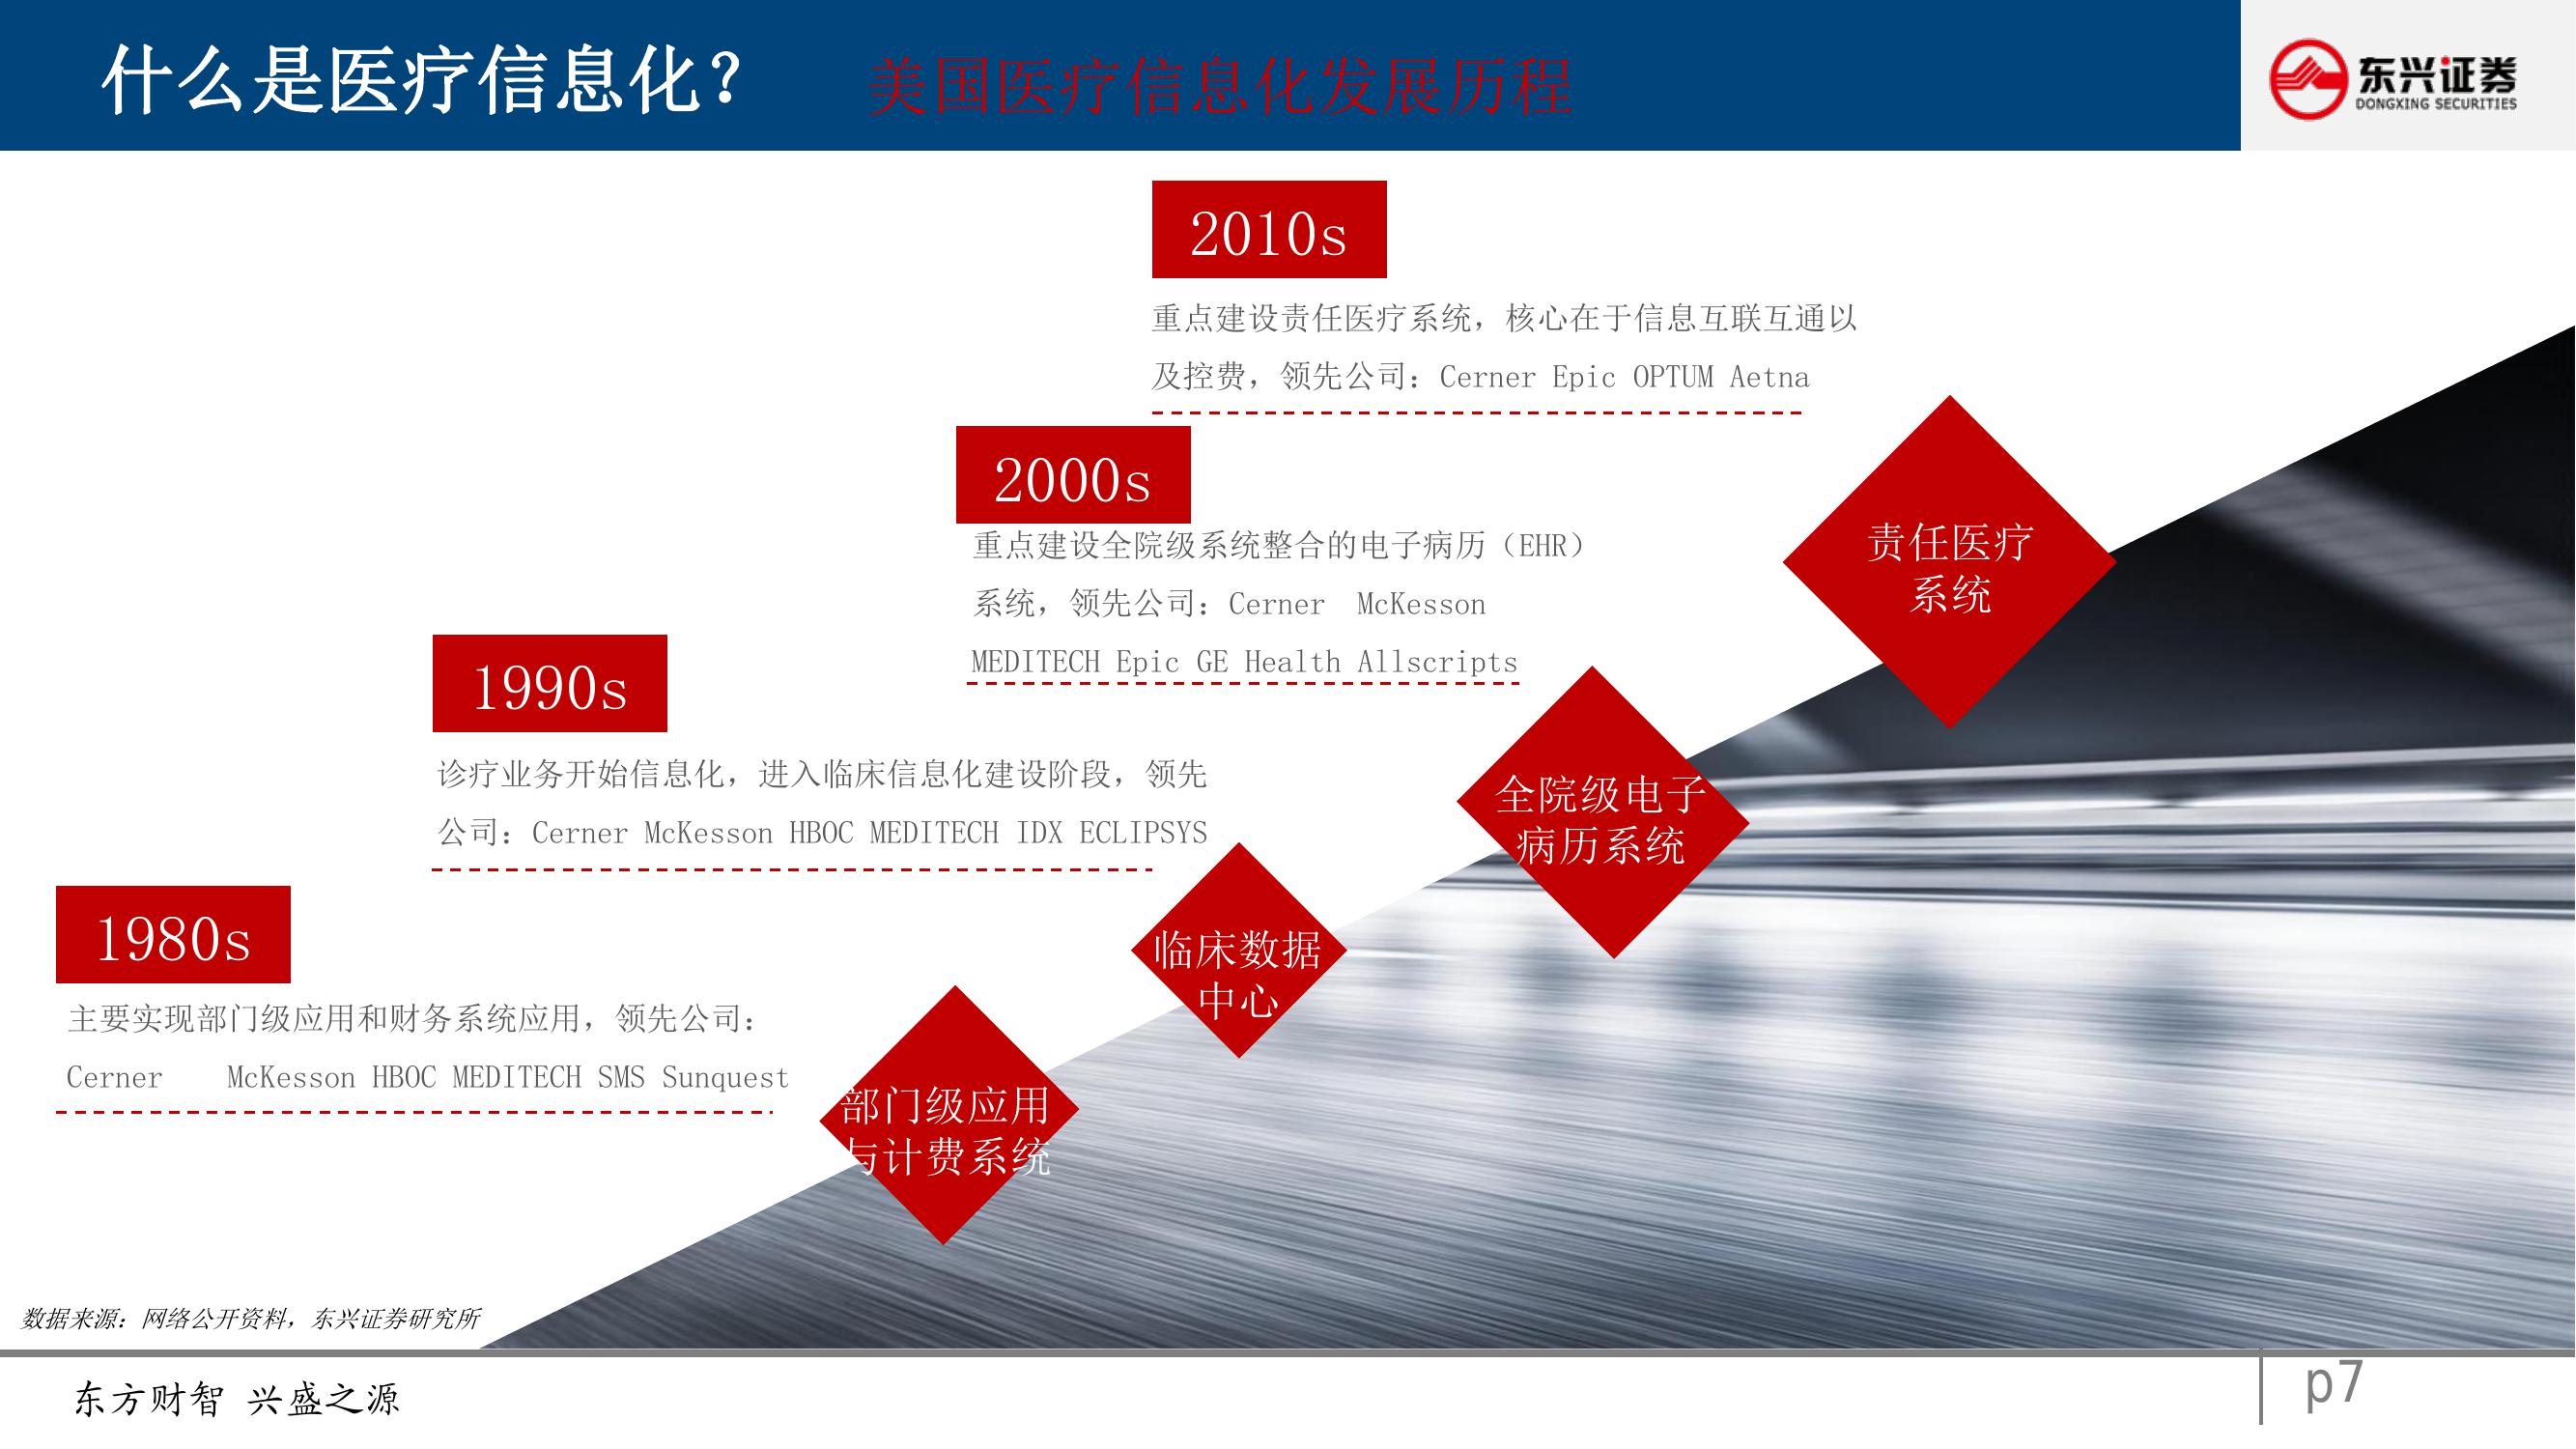 什么是医疗信息化？ 美国医疗信息化发展历程
东兴证券
DONGXING SECURITIES
2010s
重点建设责任医疗系统，核心在于信息互联互通以
及控费，领先公司：Cerner Epic OPTUM Aetna
2000s
重点建设全院级系统整合的电子病历（EHR）
系统，领先公司：Cerner  McKesson
MEDITECH Epic GE Health Allscripts
责任医疗
系统
1990s
诊疗业务开始信息化，进入临床信息化建设阶段，领先
公司：Cerner McKesson HBOC MEDITECH IDX ECLIPSYS
全院级电子
病历系统
1980s
主要实现部门级应用和财务系统应用，领先公司：
Cerner    McKesson HBOC MEDITECH SMS Sunquest
临床数据
中心
部门级应用
与计费系统
数据来源：网络公开资料，东兴证券研究所
东方财智 兴盛之源
p7